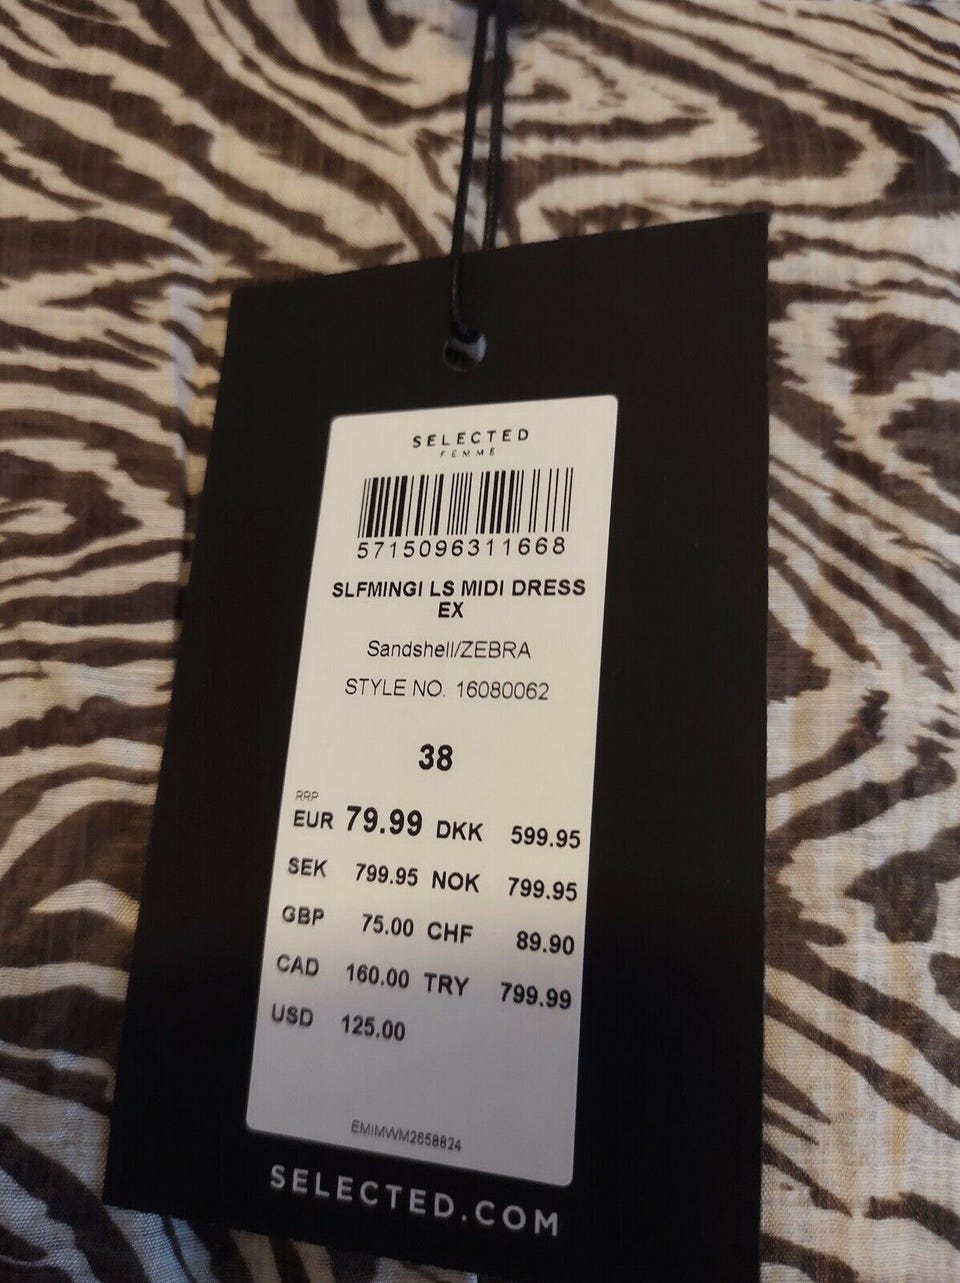 SELECTED
FEMME
5715096311668
SLFMINGI LS MIDI DRESS
EX
Sandshell/ZEBRA
STYLE NO. 16080062
38
RRP
EUR 79.99 DKK 599.95
SEK 799.95 NOK 799.95
GBP 75.00 CHF 89.90
CAD 160.00 TRY 799.99
USD 125.00
EMIMWM2658824
SELECTED.COM